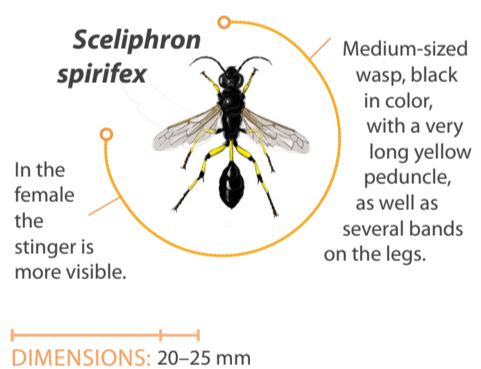 Sceliphron
spirifex
Medium-sized
wasp, black
in color,
with a very
long yellow
peduncle,
as well as
several bands
on the legs.
In the
female
the
stinger is
more visible.
DIMENSIONS: 20–25 mm